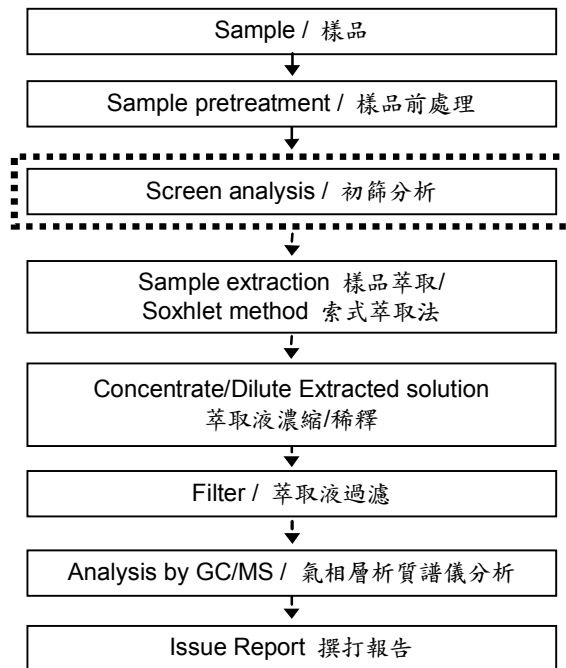 Sample / 樣品
Sample pretreatment / 樣品前處理
Screen analysis / 初篩分析
Sample extraction 樣品萃取/
Soxhlet method 索式萃取法
Concentrate/Dilute Extracted solution
萃取液濃縮/稀釋
Filter / 萃取液過濾
Analysis by GC/MS / 氣相層析質譜儀分析
Issue Report 撰打報告